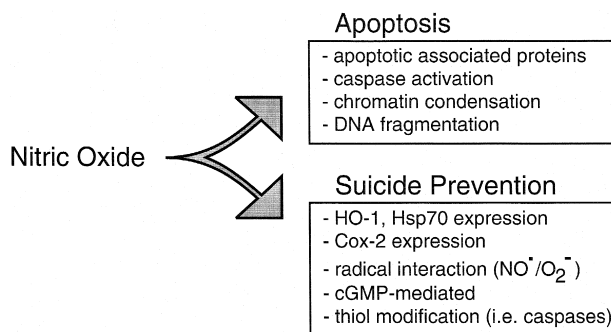 Apoptosis
- apoptotic associated proteins
- caspase activation
- chromatin condensation
- DNA fragmentation
Nitric Oxide
Suicide Prevention
- HO-1, Hsp70 expression
- Cox-2 expression
- radical interaction (NO•/O₂⁻)
- cGMP-mediated
- thiol modification (i.e. caspases)